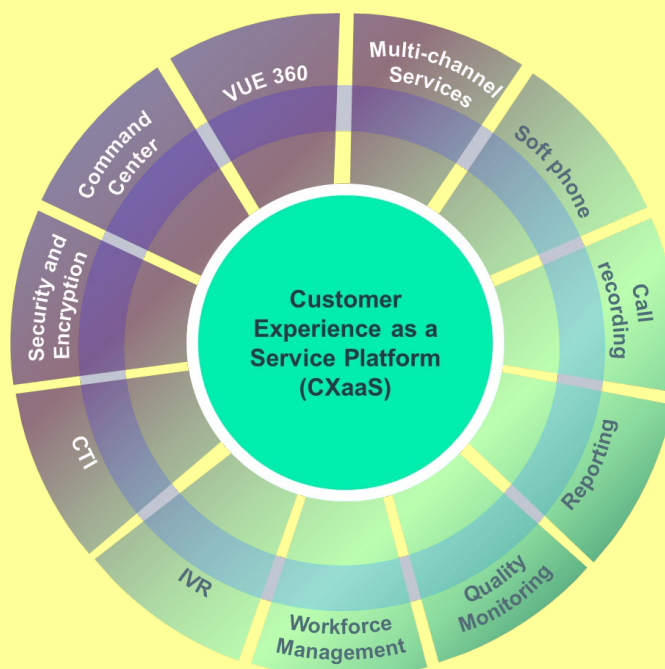 Customer
Experience as a
Service Platform
(CXaaS)
VUE 360
Multi-channel
Services
Soft phone
Call
recording
Reporting
Quality
Monitoring
Workforce
Management
IVR
CTI
Security and
Encryption
Command
Center